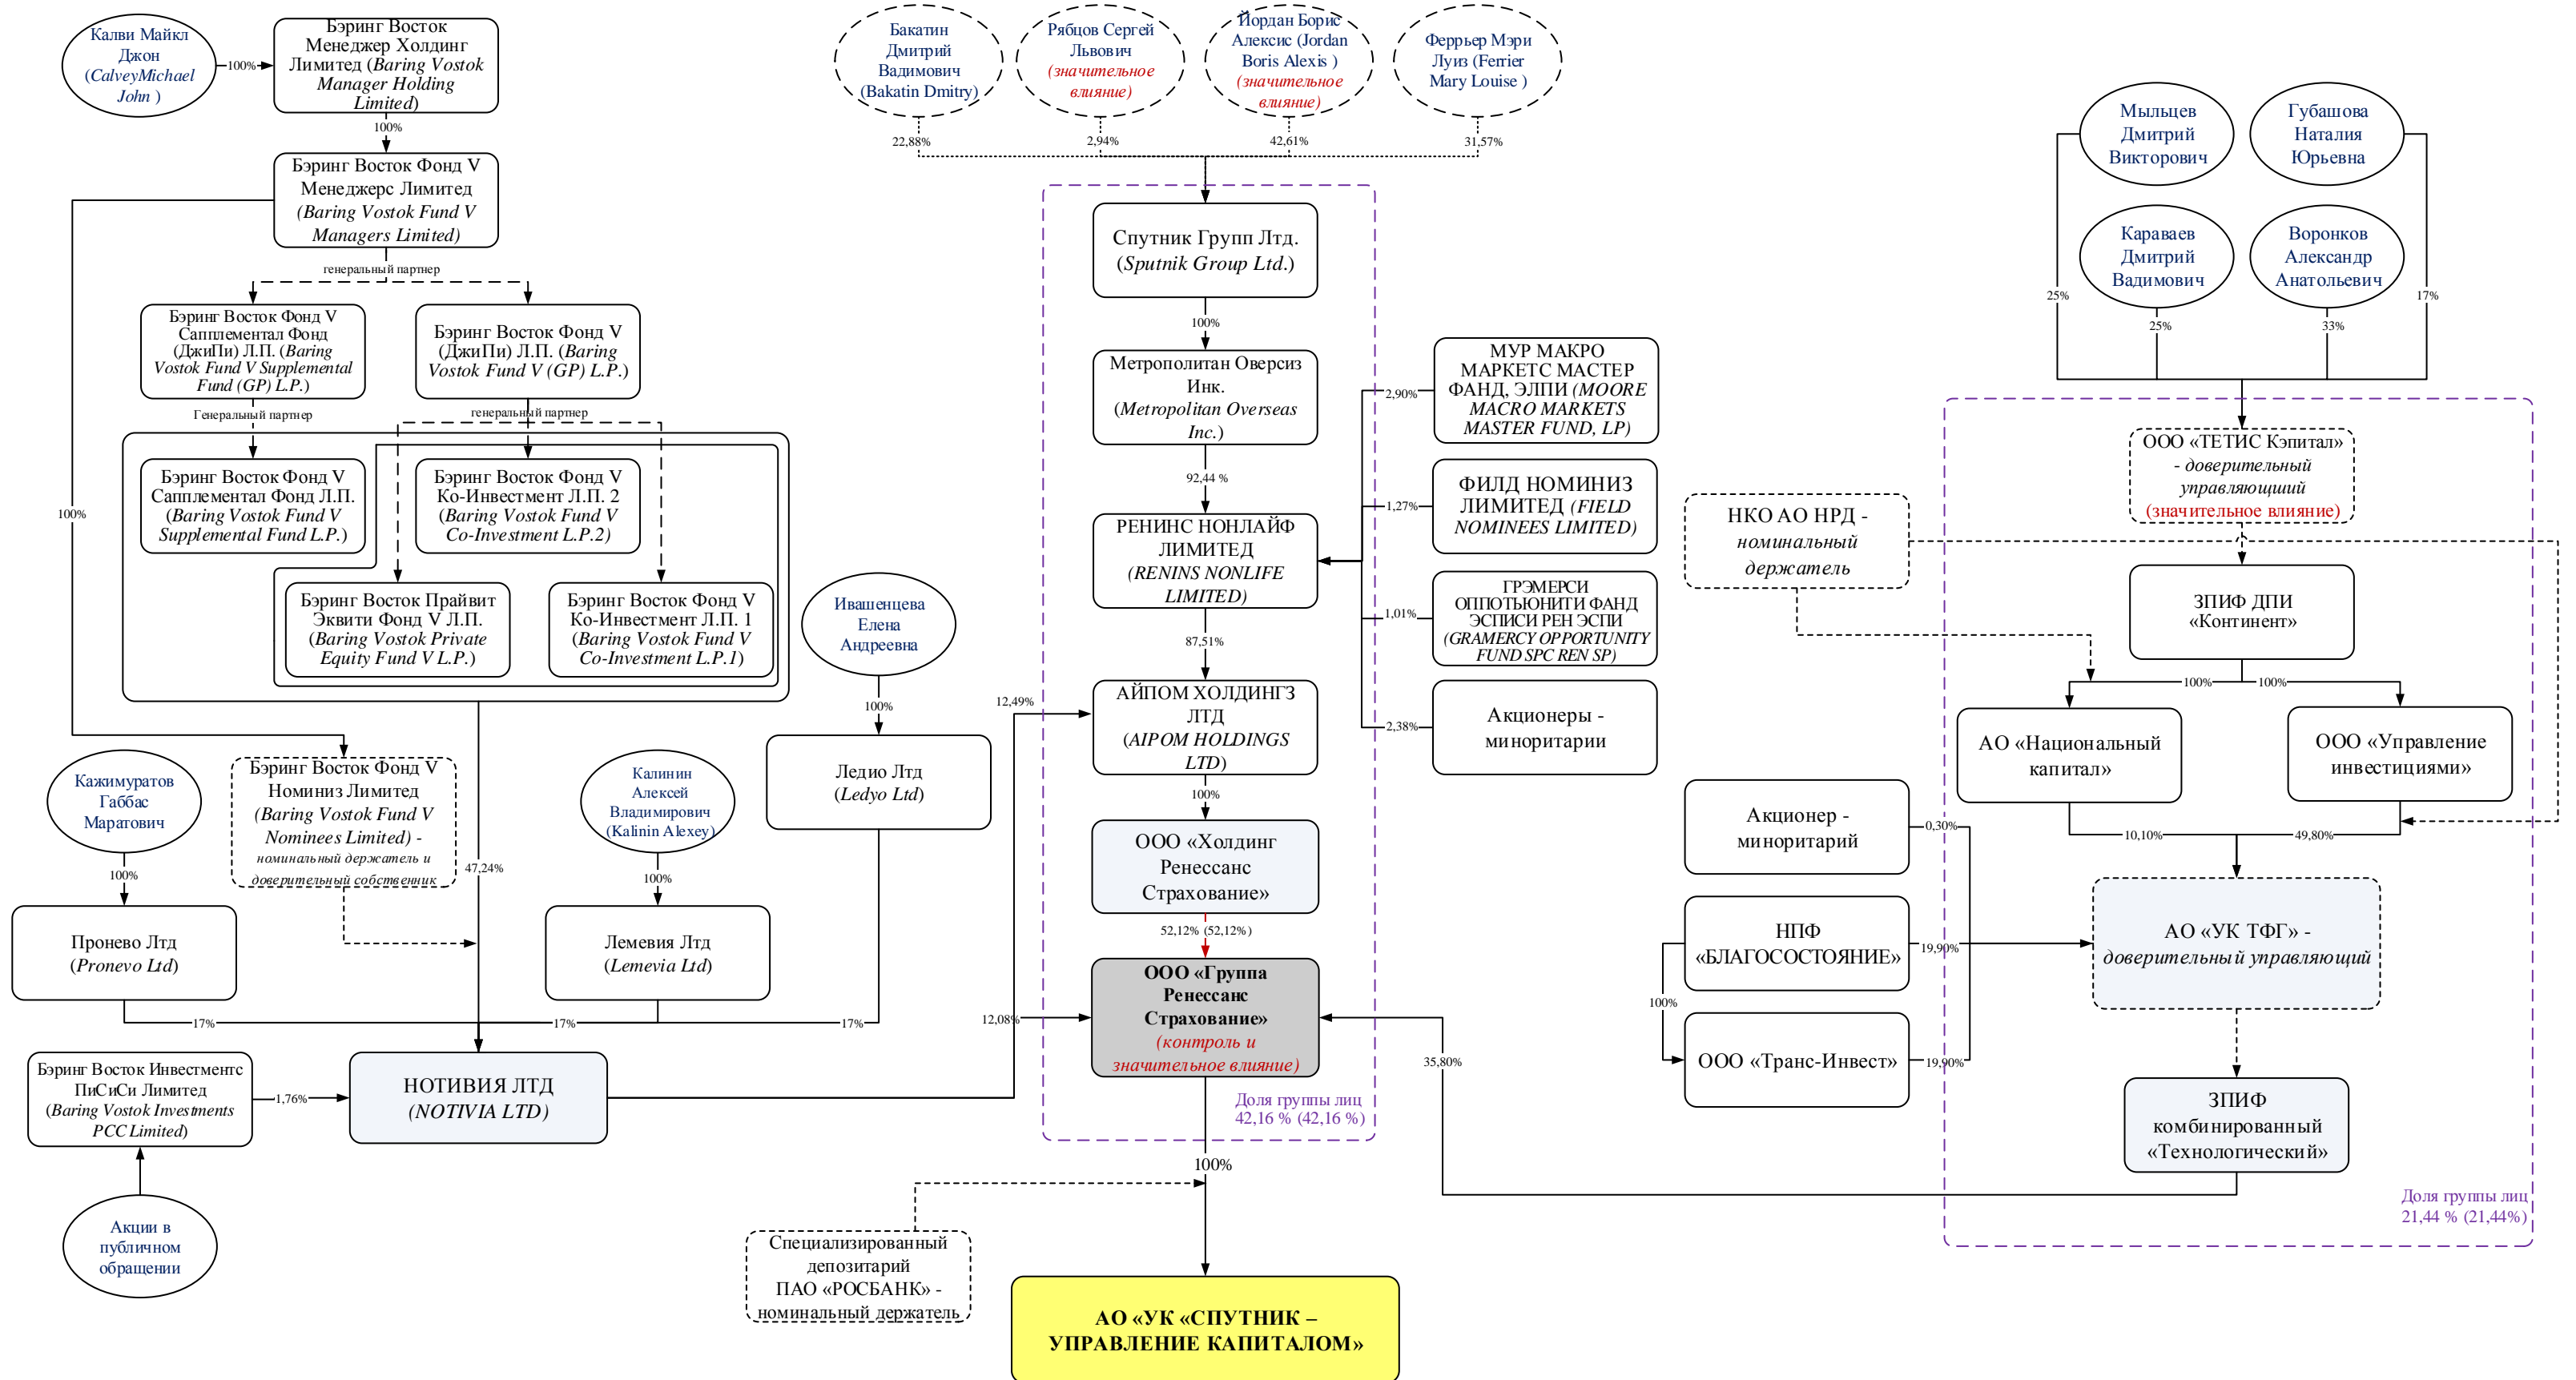 Калви Майкл
Джон
(CalveyMichael
John )
100%
Бэринг Восток
Менеджер Холдинг
Лимитед (Baring Vostok
Manager Holding
Limited)
100%
Бэринг Восток Фонд V
Менеджерс Лимитед
(Baring Vostok Fund V
Managers Limited)
генеральный партнер
Бэринг Восток Фонд V
Сапплементал Фонд
(ДжиПи) Л.П. (Baring
Vostok Fund V Supplemental
Fund (GP) L.P.)
Бэринг Восток Фонд V
(ДжиПи) Л.П. (Baring
Vostok Fund V (GP) L.P.)
Генеральный партнер
генеральный партнер
Бэринг Восток Фонд V
Сапплементал Фонд Л.П.
(Baring Vostok Fund V
Supplemental Fund L.P.)
Бэринг Восток Фонд V
Ко-Инвестмент Л.П. 2
(Baring Vostok Fund V
Co-Investment L.P.2)
100%
Бэринг Восток Прайвит
Эквити Фонд V Л.П.
(Baring Vostok Private
Equity Fund V L.P.)
Бэринг Восток Фонд V
Ко-Инвестмент Л.П. 1
(Baring Vostok Fund V
Co-Investment L.P.1)
Ивашенцева
Елена
Андреевна
100%
Ледио Лтд
(Ledyo Ltd)
Кажимуратов
Габбас
Маратович
100%
Бэринг Восток Фонд V
Номиниз Лимитед
(Baring Vostok Fund V
Nominees Limited) -
номинальный держатель и
доверительный собственник
47,24%
Калинин
Алексей
Владимирович
(Kalinin Alexey)
100%
Проневo Лтд
(Pronevo Ltd)
Лемевия Лтд
(Lemevia Ltd)
17%
17%
17%
Бэринг Восток Инвестментс
ПиСиСи Лимитед
(Baring Vostok Investments
PCC Limited)
1,76%
НОТИВИЯ ЛТД
(NOTIVIA LTD)
Акции в
публичном
обращении
12,49%
12,08%
Бакатин
Дмитрий
Вадимович
(Bakatin Dmitry)
Рябцов Сергей
Львович
(значительное
влияние)
Йордан Борис
Алексис (Jordan
Boris Alexis )
(значительное
влияние)
Феррьер Мэри
Луиз (Ferrier
Mary Louise )
22,88%
2,94%
42,61%
31,57%
Спутник Групп Лтд.
(Sputnik Group Ltd.)
100%
Метрополитан Оверсиз
Инк.
(Metropolitan Overseas
Inc.)
92,44 %
РЕНИНС НОНЛАЙФ
ЛИМИТЕД
(RENINS NONLIFE
LIMITED)
87,51%
АЙПОМ ХОЛДИНГЗ
ЛТД
(AIPOM HOLDINGS
LTD)
100%
ООО «Холдинг
Ренессанс
Страхование»
52,12% (52,12%)
ООО «Группа
Ренессанс
Страхование»
(контроль и
значительное влияние)
Доля группы лиц
42,16 % (42,16 %)
100%
Специализированный
депозитарий
ПАО «РОСБАНК» -
номинальный держатель
АО «УК «СПУТНИК –
УПРАВЛЕНИЕ КАПИТАЛОМ»
2,90%
МУР МАКРО
МАРКЕТС МАСТЕР
ФАНД, ЭЛПИ (MOORE
MACRO MARKETS
MASTER FUND, LP)
1,27%
ФИЛД НОМИНИЗ
ЛИМИТЕД (FIELD
NOMINEES LIMITED)
1,01%
ГРЭМЕРСИ
ОППОТЬЮНИТИ ФАНД
ЭСПИСИ РЕН ЭСПИ
(GRAMERCY OPPORTUNITY
FUND SPC REN SP)
2,38%
Акционеры -
миноритарии
35,80%
Мыльцев
Дмитрий
Викторович
Губашова
Наталия
Юрьевна
Караваев
Дмитрий
Вадимович
Воронков
Александр
Анатольевич
25%
25%
33%
17%
ООО «ТЕТИС Кэпитал»
- доверительный
управляющший
(значительное влияние)
НКО АО НРД -
номинальный
держатель
ЗПИФ ДПИ
«Континент»
100%
100%
АО «Национальный
капитал»
ООО «Управление
инвестициями»
10,10%
49,80%
Акционер -
миноритарий
0,30%
НПФ
«БЛАГОСОСТОЯНИЕ»
19,90%
100%
ООО «Транс-Инвест»
19,90%
АО «УК ТФГ» -
доверительный управляющий
ЗПИФ
комбинированный
«Технологический»
Доля группы лиц
21,44 % (21,44%)